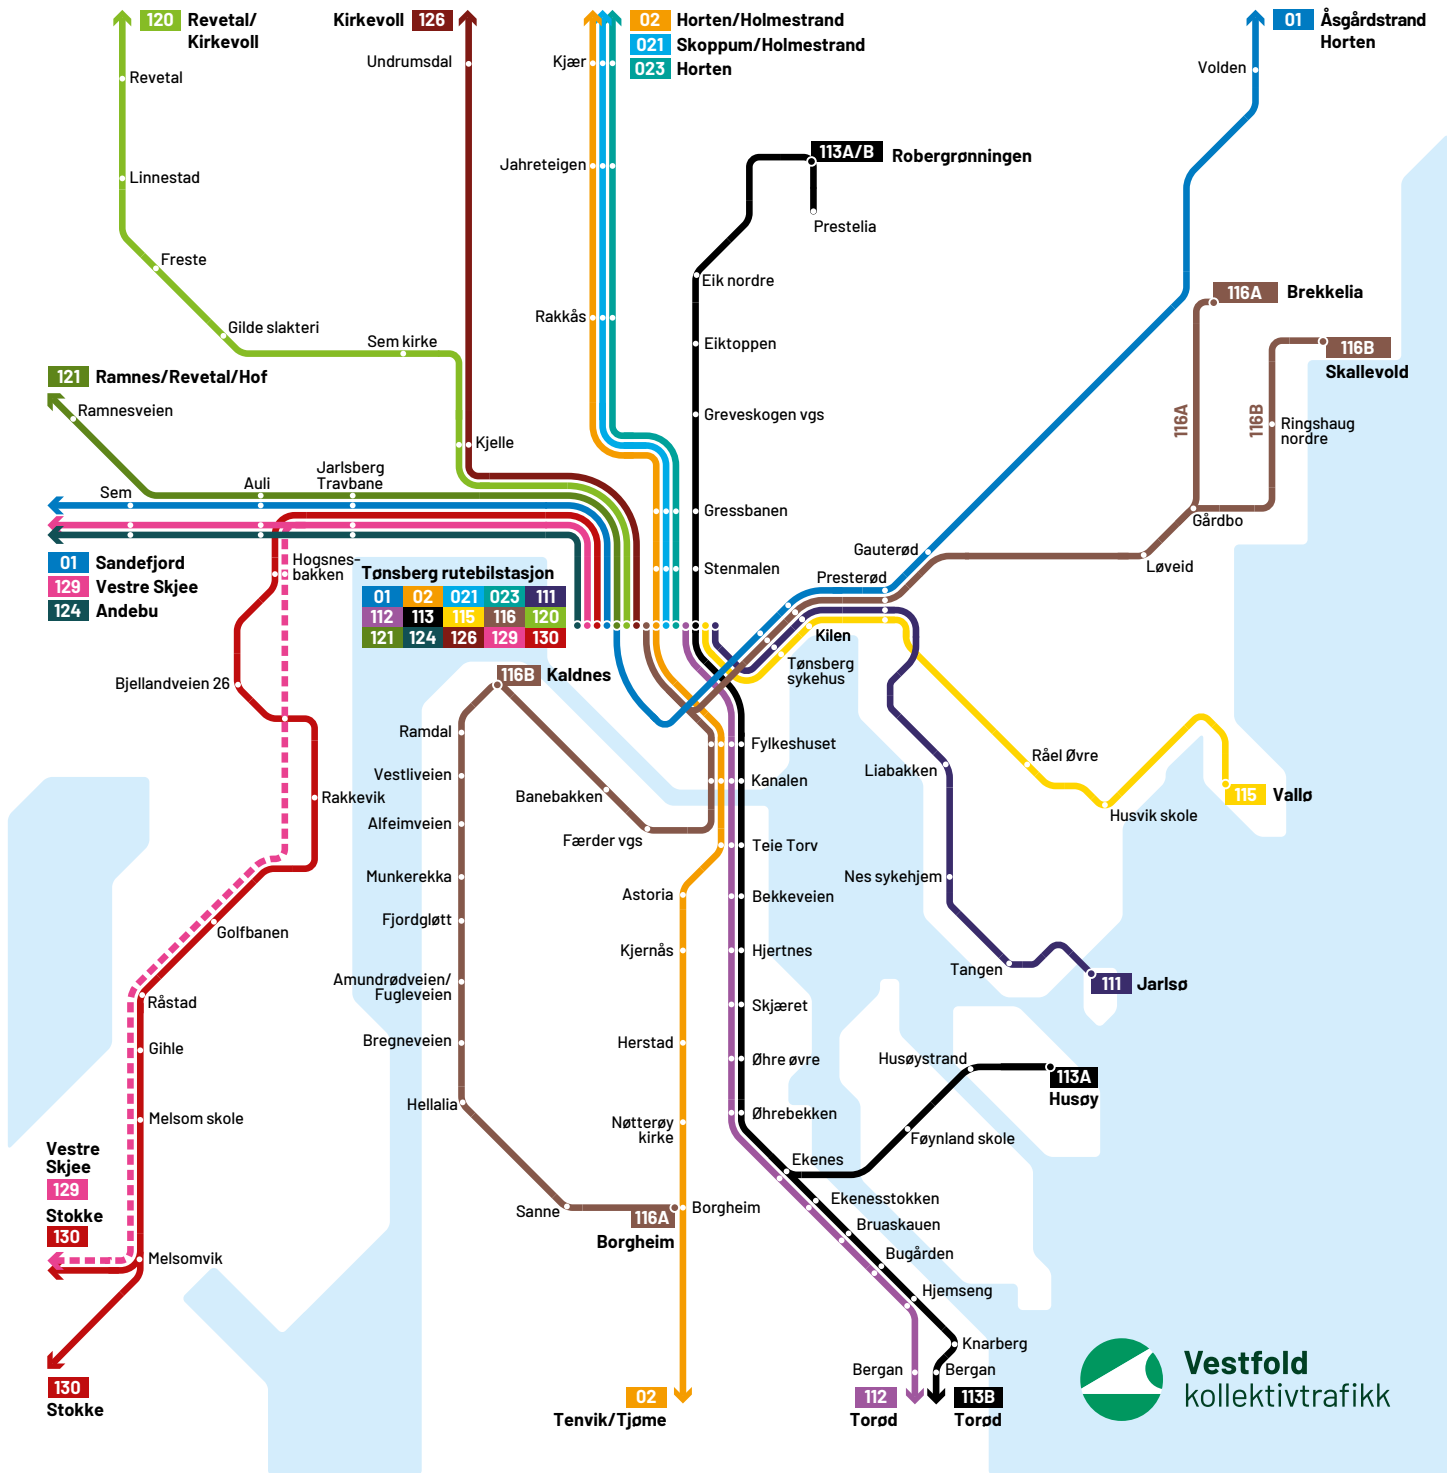 120 Revetal/
Kirkevoll
Kirkevoll 126
02 Horten/Holmestrand
021 Skoppum/Holmestrand
023 Horten
01 Åsgårdstrand
Horten
Revetal
Undrumsdal
Kjær
Volden
Linnestad
Jahreteigen
113A/B Robergrønningen
Prestelia
Freste
Eik nordre
Gilde slakteri
Sem kirke
Rakkås
Eiktoppen
116A Brekkelia
116B
Skallevold
121 Ramnes/Revetal/Hof
Ramnesveien
Kjelle
Greveskogen vgs
116A
116B
Ringshaug
nordre
Sem
Auli
Jarlsberg
Travbane
Gressbanen
Gårdbo
01 Sandefjord
129 Vestre Skjee
124 Andebu
Hogsnes-
bakken
Stenmalen
Gauterød
Løveid
Presterød
Tønsberg rutebilstasjon
01 02 021 023 111
112 113 115 116 120
121 124 126 129 130
Kilen
Tønsberg
sykehus
Bjellandveien 26
116B Kaldnes
Ramdal
Fylkeshuset
Vestliveien
Kanalen
Banebakken
Liabakken
Råel Øvre
115 Vallø
Rakkevik
Alfeimveien
Færder vgs
Teie Torv
Husvik skole
Munkerekka
Astoria
Bekkeveien
Nes sykehjem
Fjordgløtt
Golfbanen
Kjernås
Hjertnes
Amundrødveien/
Fugleveien
Tangen
111 Jarlsø
Råstad
Skjæret
Gihle
Bregneveien
Herstad
Øhre øvre
Husøystrand
113A
Husøy
Melsom skole
Hellalia
Nøtterøy
kirke
Øhrebekken
Føynland skole
Vestre
Skjee
129
Ekenes
Stokke
130
Sanne
116A
Borgheim
Borgheim
Ekenesstokken
Bruaskauen
Melsomvik
Bugården
Hjemseng
Knarberg
130
Stokke
02
Tenvik/Tjøme
Bergan
112
Torød
Bergan
113B
Torød
Vestfold
kollektivtrafikk